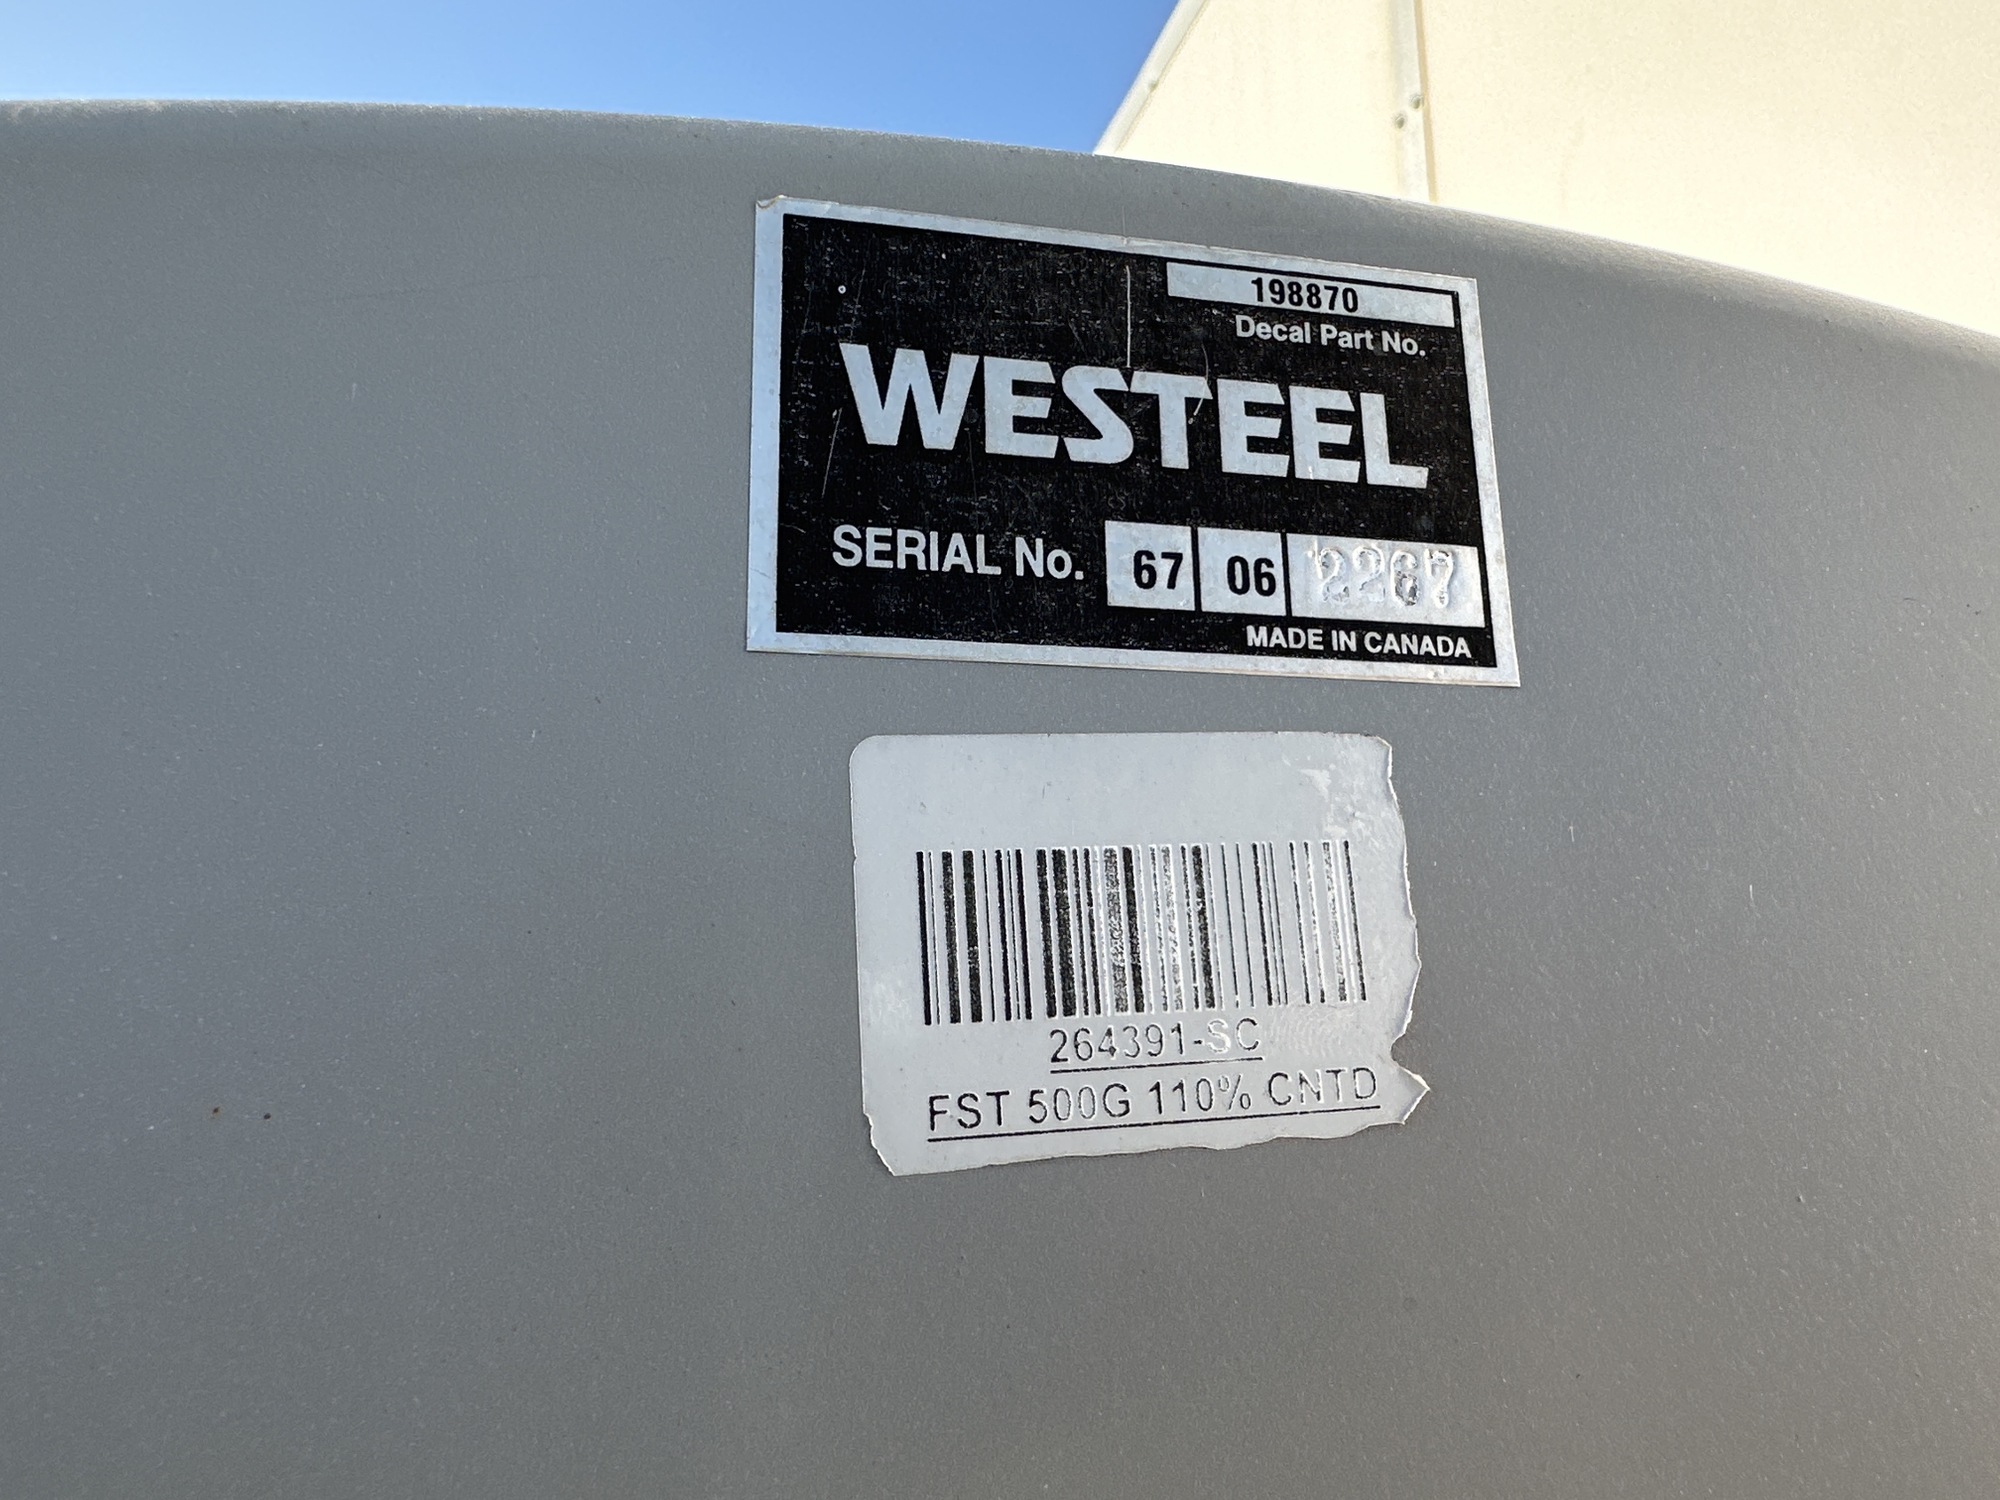 198870
Decal Part No.
WESTEEL
SERIAL No. 67 06 2267
MADE IN CANADA
264391-SC
FST 500G 110% CNTD